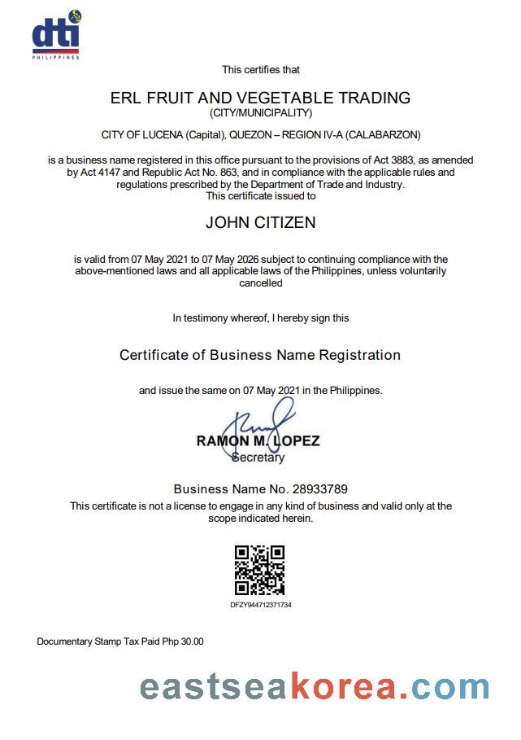 dti
PHILIPPINES
This certifies that
ERL FRUIT AND VEGETABLE TRADING
(CITY/MUNICIPALITY)
CITY OF LUCENA (Capital), QUEZON – REGION IV-A (CALABARZON)
is a business name registered in this office pursuant to the provisions of Act 3883, as amended
by Act 4147 and Republic Act No. 863, and in compliance with the applicable rules and
regulations prescribed by the Department of Trade and Industry.
This certificate issued to
JOHN CITIZEN
is valid from 07 May 2021 to 07 May 2026 subject to continuing compliance with the
above-mentioned laws and all applicable laws of the Philippines, unless voluntarily
cancelled
In testimony whereof, I hereby sign this
Certificate of Business Name Registration
and issue the same on 07 May 2021 in the Philippines.
RAMON M. LOPEZ
Secretary
Business Name No. 28933789
This certificate is not a license to engage in any kind of business and valid only at the
scope indicated herein.
DFZY944712371734
Documentary Stamp Tax Paid Php 30.00
eastseakorea.com